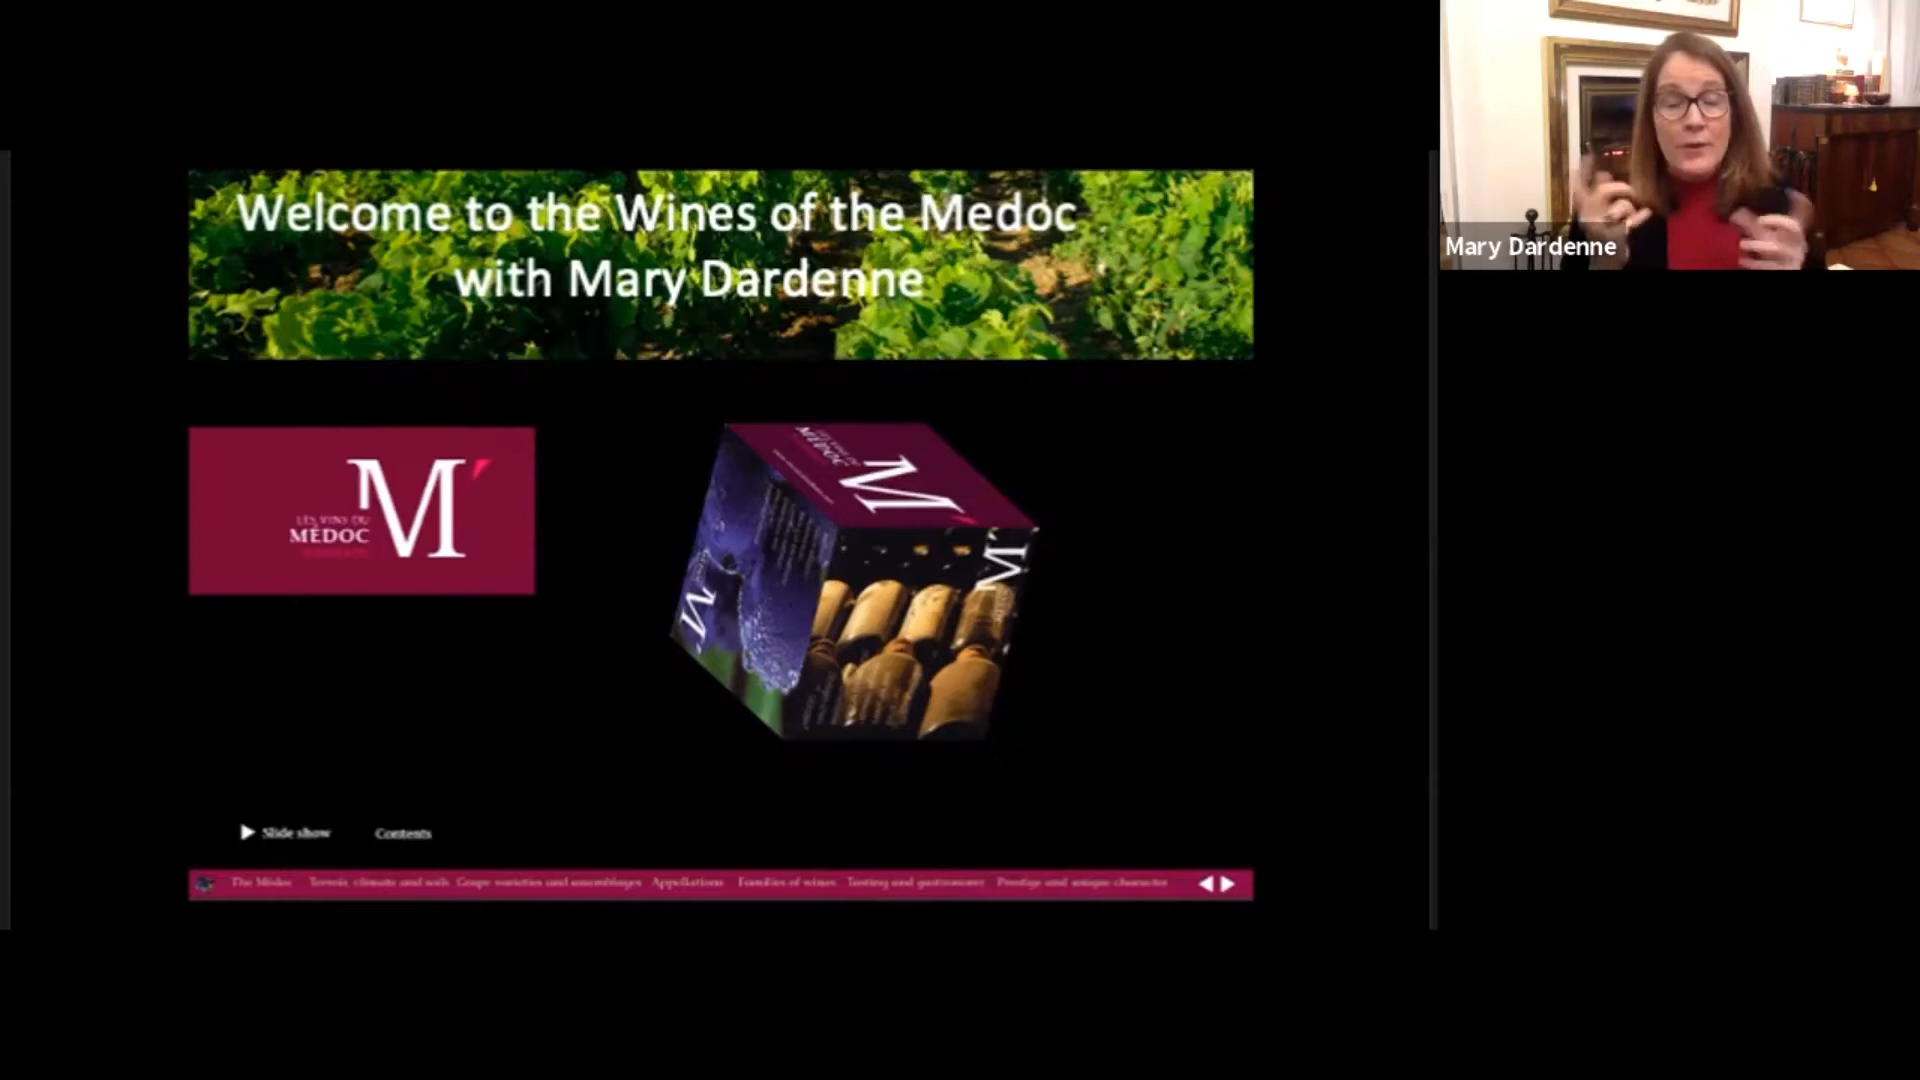 Welcome to the Wines of the Medoc
with Mary Dardenne
Mary Dardenne
LES VINS DU
MÉDOC
M
M
MÉDOC
M
M
Slide show
Contents
The Médoc
Terroir, climate and soils
Grape varieties and assemblages
Appellations
Families of wines
Tasting and gastronomy
Prestige and unique character